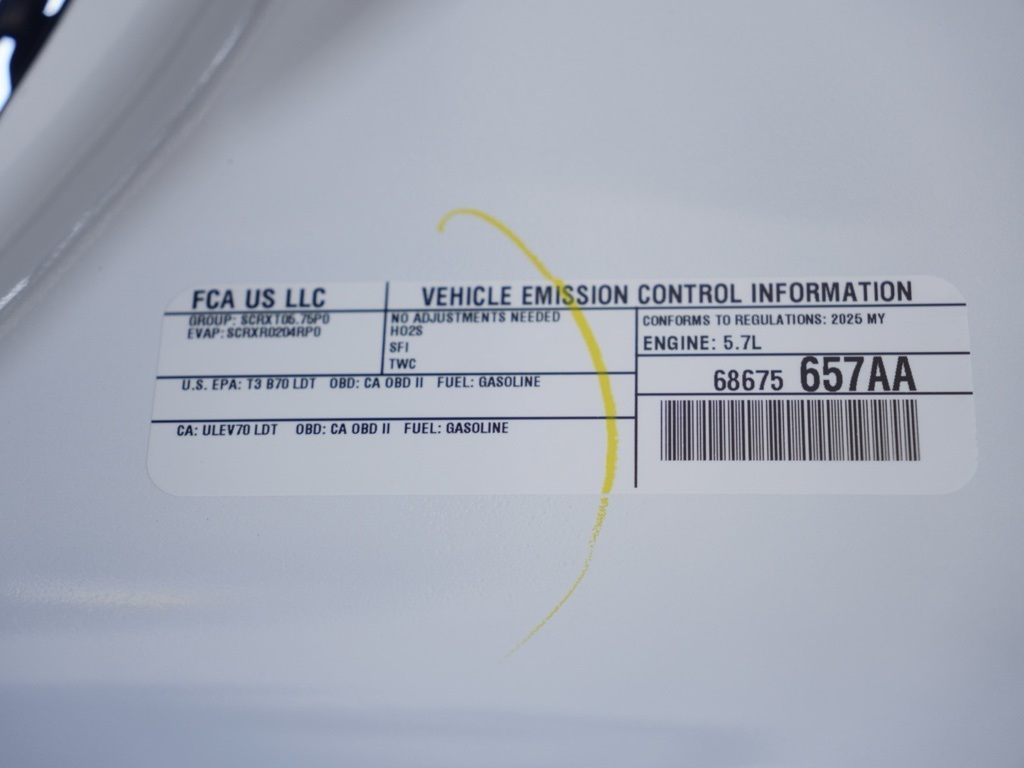 FCA US LLC
VEHICLE EMISSION CONTROL INFORMATION
GROUP: SCRXT05.75P0
EVAP: SCRXR0204RP0
NO ADJUSTMENTS NEEDED
HO2S
SFI
TWC
CONFORMS TO REGULATIONS: 2025 MY
ENGINE: 5.7L
68675 657AA
U.S. EPA: T3 B70 LDT OBD: CA OBD II FUEL: GASOLINE
CA: ULEV70 LDT OBD: CA OBD II FUEL: GASOLINE